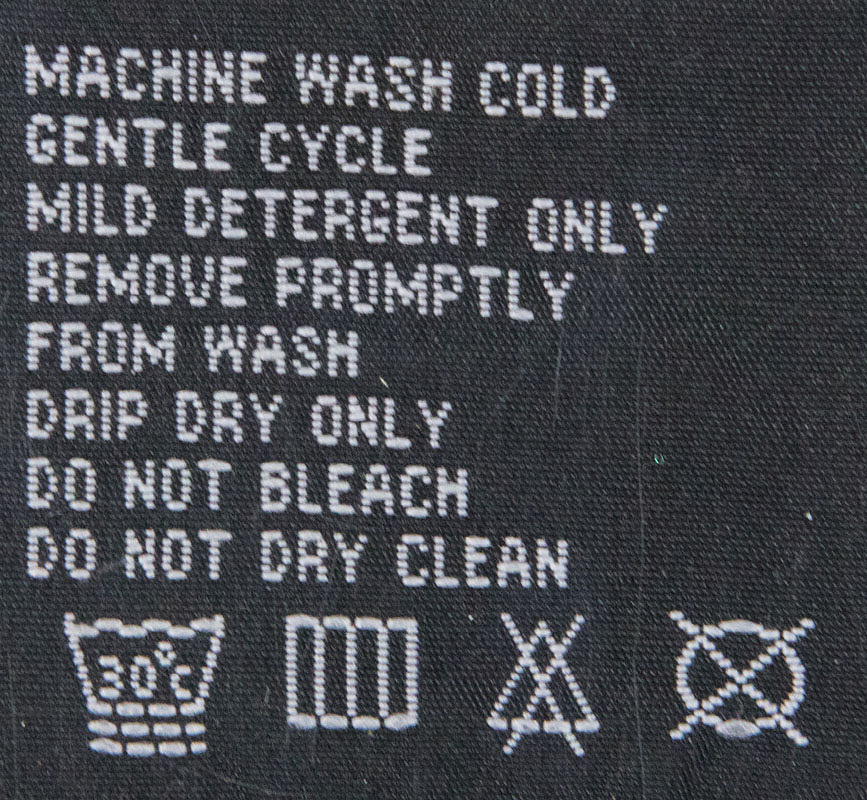 MACHINE WASH COLD
GENTLE CYCLE
MILD DETERGENT ONLY
REMOVE PROMPTLY
FROM WASH
DRIP DRY ONLY
DO NOT BLEACH
DO NOT DRY CLEAN
30°C